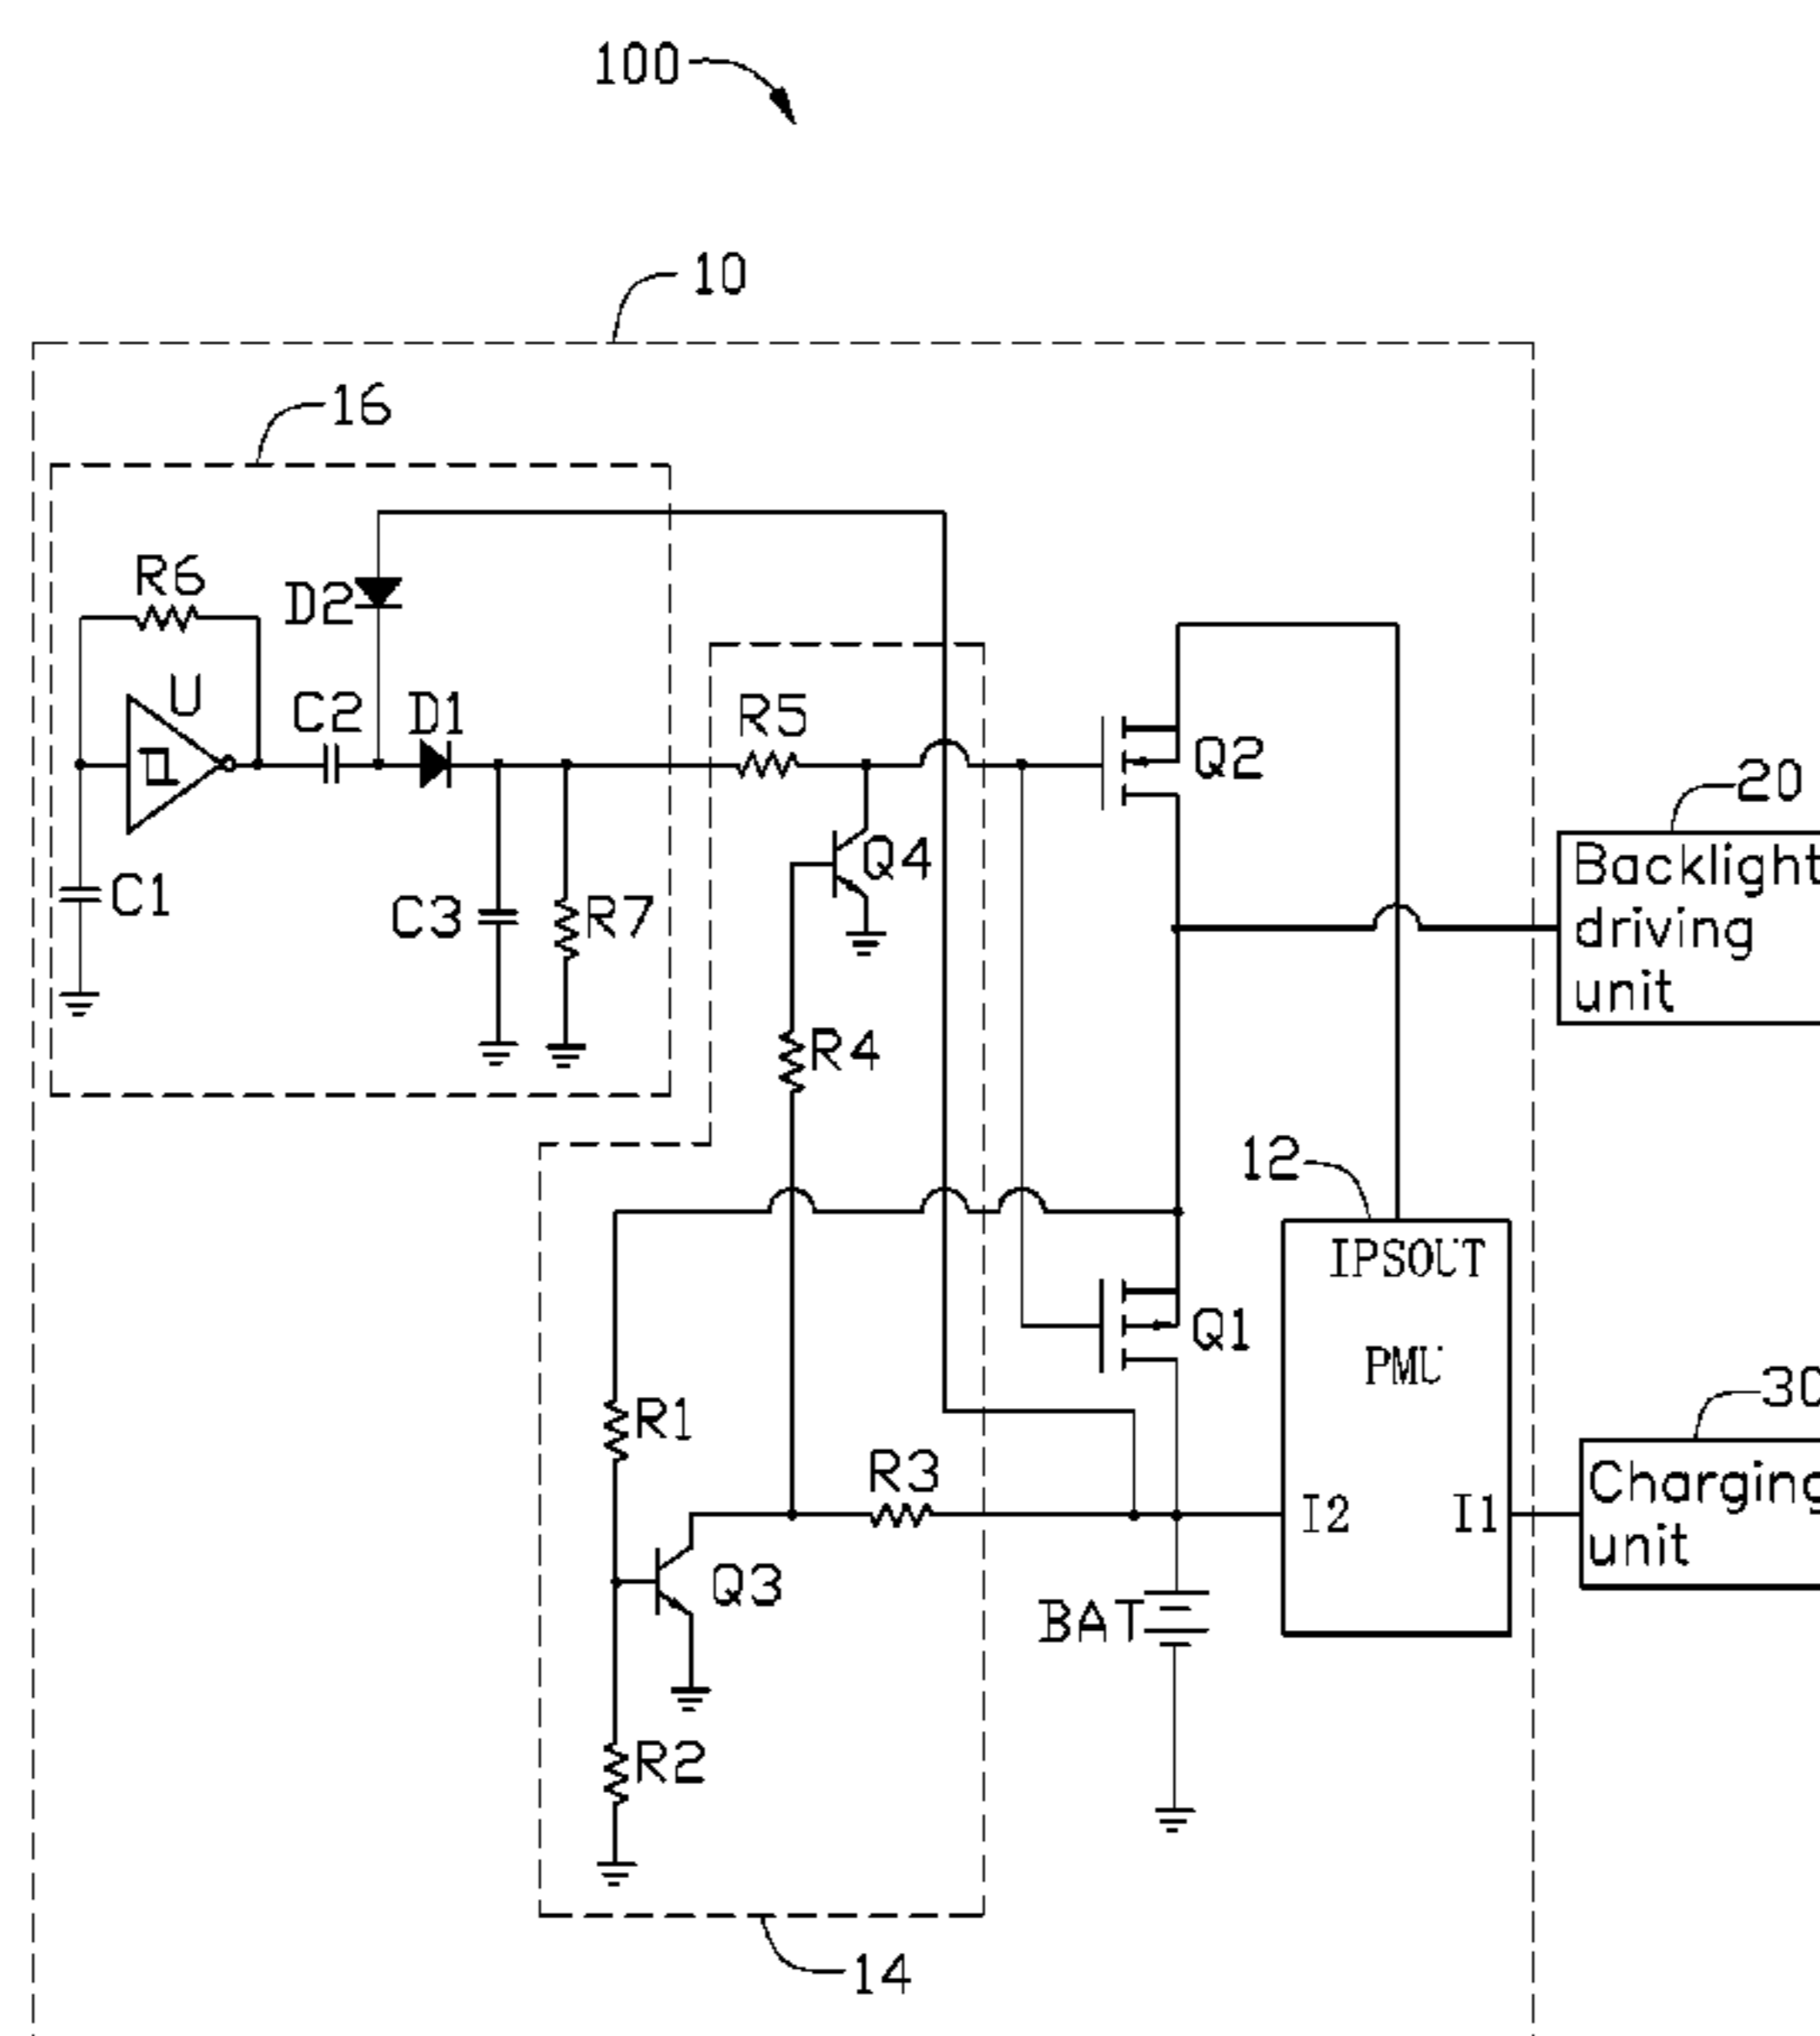 100
10
16
R6
D2
U
C2
D1
R5
Q2
20
Backlight
driving
unit
C1
C3
R7
Q4
R4
12
IPSOUT
PMU
Q1
30
R1
R3
I2
I1
Charging
unit
Q3
BAT
R2
14